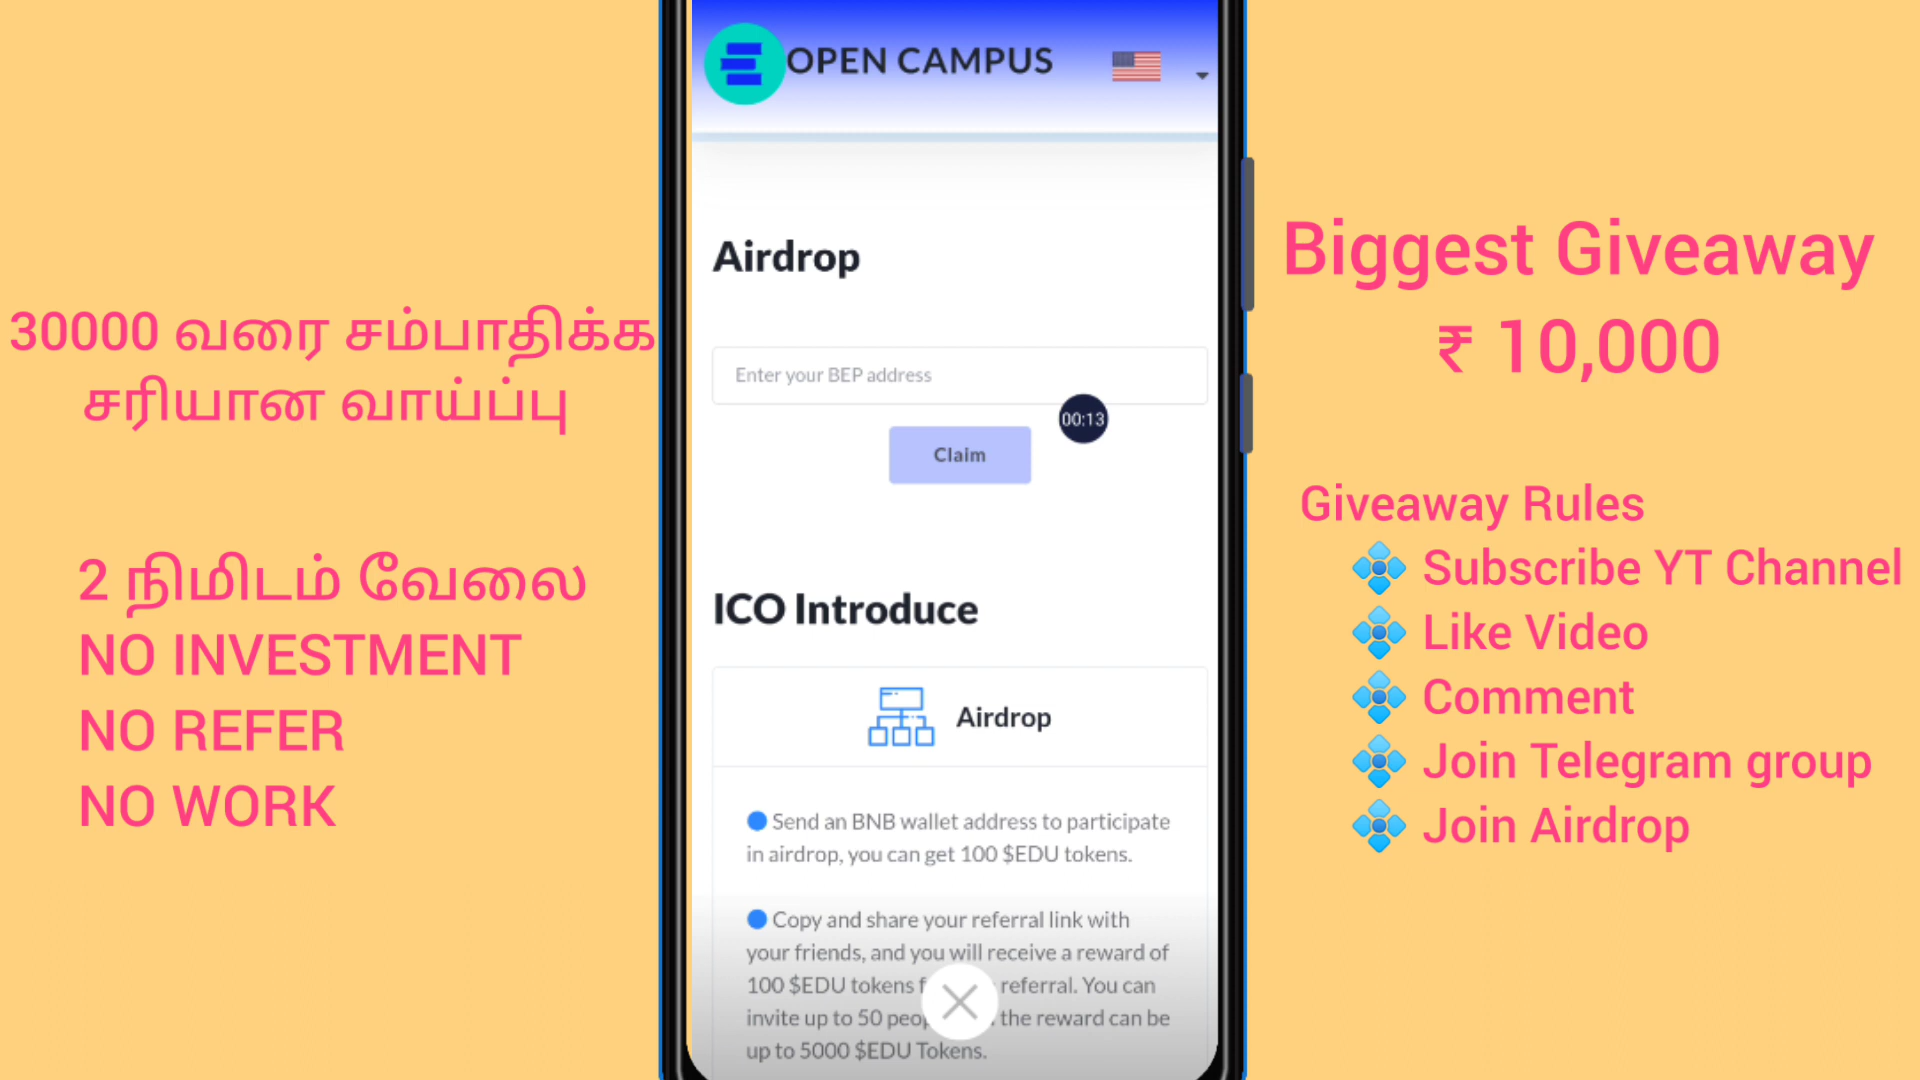 30000 வரை சம்பாதிக்க
சரியான வாய்ப்பு
2 நிமிடம் வேலை
NO INVESTMENT
NO REFER
NO WORK
OPEN CAMPUS
Airdrop
Enter your BEP address
00:13
Claim
ICO Introduce
Airdrop
Send an BNB wallet address to participate
in airdrop, you can get 100 $EDU tokens.
Copy and share your referral link with
your friends, and you will receive a reward of
100 $EDU tokens referral. You can
invite up to 50 the reward can be
up to 5000 $EDU Tokens.
Biggest Giveaway
₹ 10,000
Giveaway Rules
Subscribe YT Channel
Like Video
Comment
Join Telegram group
Join Airdrop